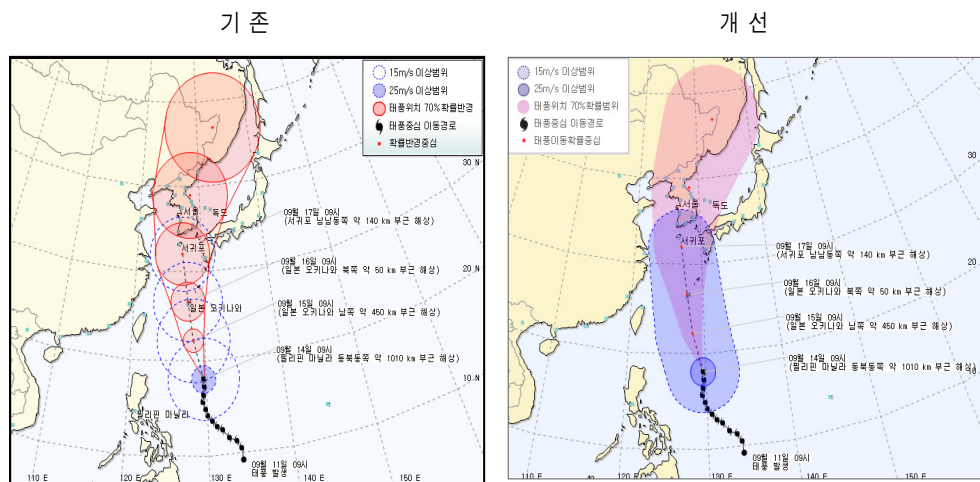 기 존
15m/s 이상범위
25m/s 이상범위
태풍위치 70%확률반경
태풍중심 이동경로
확률반경중심
30 N
20 N
10 N
서울
독도
서귀포
일본 오키나와
필리핀 마닐라
09월 17일 09시
(서귀포 남남동쪽 약 140 km 부근 해상)
09월 16일 09시
(일본 오키나와 북쪽 약 50 km 부근 해상)
09월 15일 09시
(일본 오키나와 남쪽 약 450 km 부근 해상)
09월 14일 09시
(필리핀 마닐라 동북동쪽 약 1010 km 부근 해상)
09월 11일 09시
태풍 발생
110 E
120 E
130 E
140 E
150 E
개 선
15m/s 이상범위
25m/s 이상범위
태풍위치 70%확률범위
태풍중심 이동경로
태풍이동확률중심
30
20
10
서울
독도
서귀포
09월 17일 09시
(서귀포 남남동쪽 약 140 km 부근 해상)
09월 16일 09시
(일본 오키나와 북쪽 약 50 km 부근 해상)
09월 15일 09시
(일본 오키나와 남쪽 약 450 km 부근 해상)
09월 14일 09시
(필리핀 마닐라 동북동쪽 약 1010 km 부근 해상)
09월 11일 09시
태풍 발생
110 E
120 E
130 E
140 E
150 E